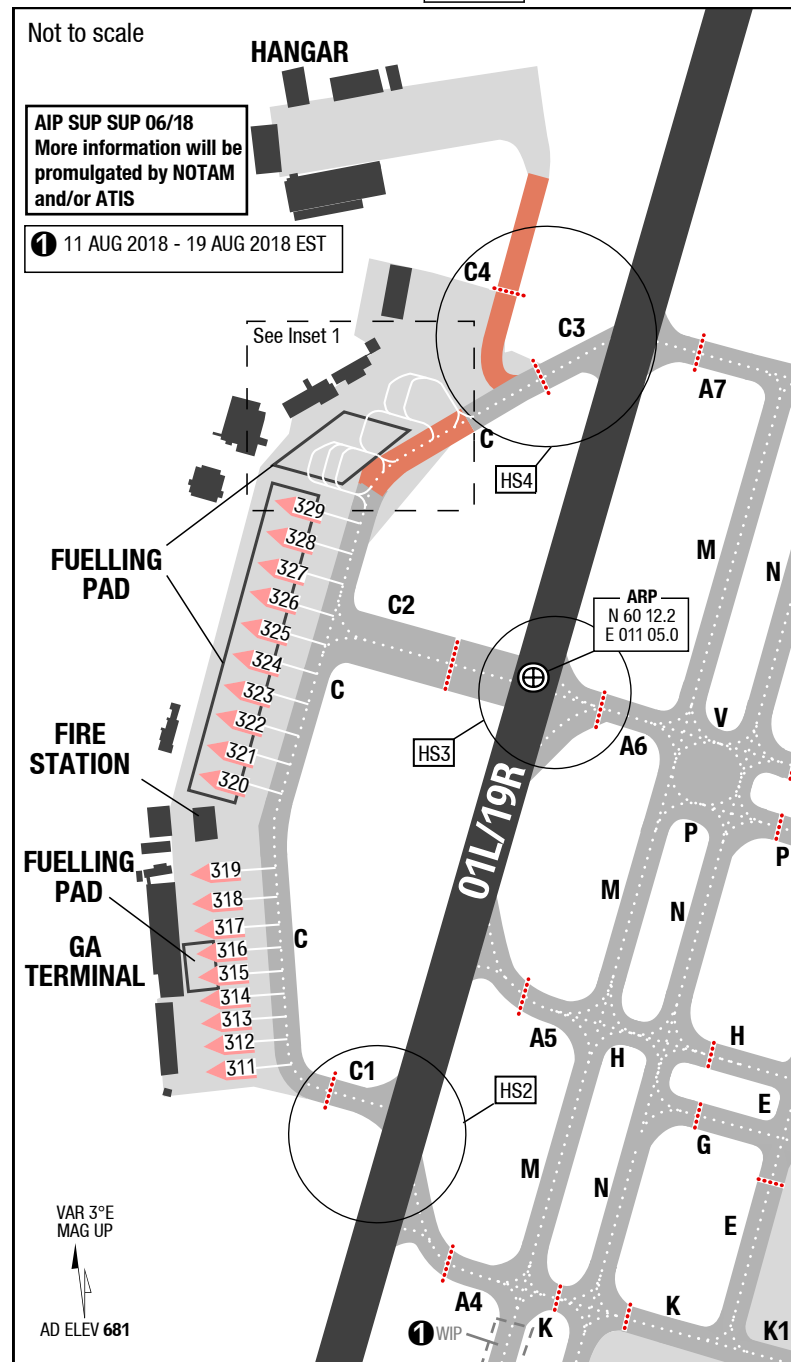 Not to scale
HANGAR
AIP SUP SUP 06/18
More information will be
promulgated by NOTAM
and/or ATIS
1 11 AUG 2018 - 19 AUG 2018 EST
C4
C3
See Inset 1
A7
C
HS4
329
328
327
326
325
324
323
322
321
320
FUELLING
PAD
M
N
C2
ARP
N 60 12.2
E 011 05.0
C
V
HS3
A6
FIRE
STATION
01L/19R
P
P
FUELLING
PAD
319
318
317
316
315
314
313
312
311
M
N
C
GA
TERMINAL
A5
H
H
C1
HS2
E
G
M
N
E
VAR 3°E
MAG UP
AD ELEV 681
A4
K
K
K1
1 WIP